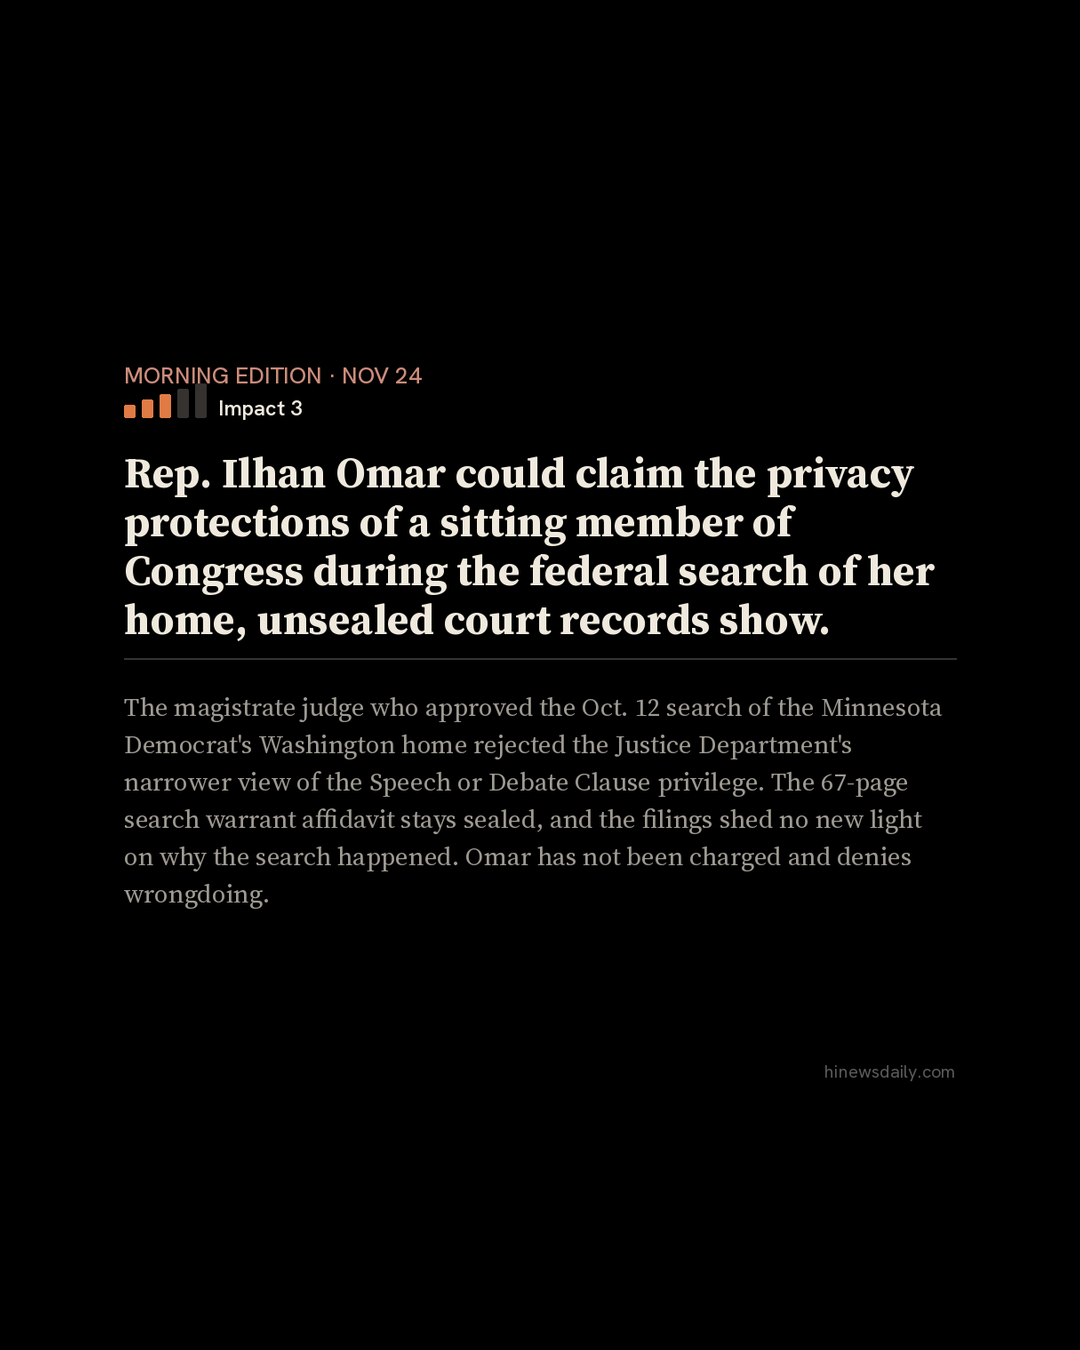 MORNING EDITION · NOV 24
Impact 3
Rep. Ilhan Omar could claim the privacy
protections of a sitting member of
Congress during the federal search of her
home, unsealed court records show.
The magistrate judge who approved the Oct. 12 search of the Minnesota
Democrat's Washington home rejected the Justice Department's
narrower view of the Speech or Debate Clause privilege. The 67-page
search warrant affidavit stays sealed, and the filings shed no new light
on why the search happened. Omar has not been charged and denies
wrongdoing.
hinewsdaily.com